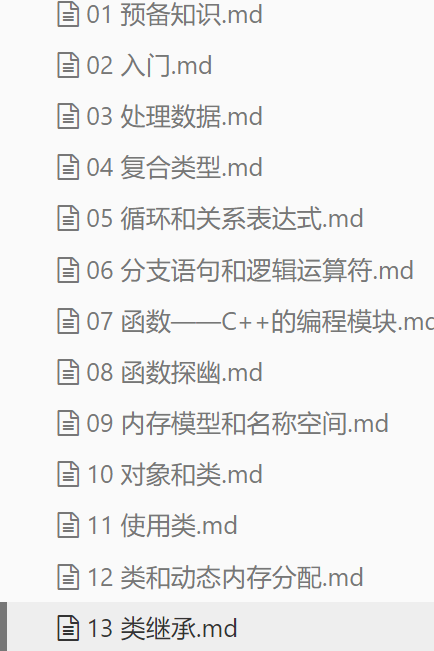 01 预备知识.md
02 入门.md
03 处理数据.md
04 复合类型.md
05 循环和关系表达式.md
06 分支语句和逻辑运算符.md
07 函数——C++的编程模块.md
08 函数探幽.md
09 内存模型和名称空间.md
10 对象和类.md
11 使用类.md
12 类和动态内存分配.md
13 类继承.md